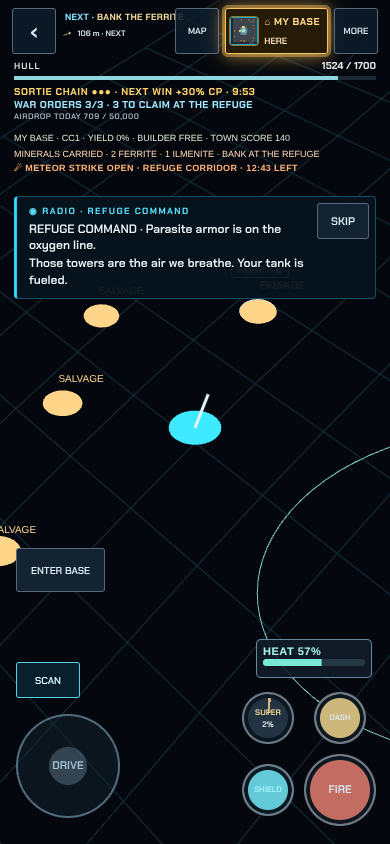 NEXT · BANK THE FERRITE
106 m · NEXT
MAP
⌂ MY BASE
HERE
MORE
HULL
1524 / 1700
SORTIE CHAIN ●●● · NEXT WIN +30% CP · 9:53
WAR ORDERS 3/3 · 3 TO CLAIM AT THE REFUGE
AIRDROP TODAY 709 / 50,000
MY BASE · CC1 · YIELD 0% · BUILDER FREE · TOWN SCORE 140
MINERALS CARRIED · 2 FERRITE · 1 ILMENITE · BANK AT THE REFUGE
☄ METEOR STRIKE OPEN · REFUGE CORRIDOR · 12:43 LEFT
◉ RADIO · REFUGE COMMAND
SKIP
REFUGE COMMAND · Parasite armor is on the
oxygen line.
Those towers are the air we breathe. Your tank is
fueled.
SALVAGE
SALVAGE
ALVAGE
ENTER BASE
HEAT 57%
SCAN
SUPER
2%
DASH
DRIVE
SHIELD
FIRE